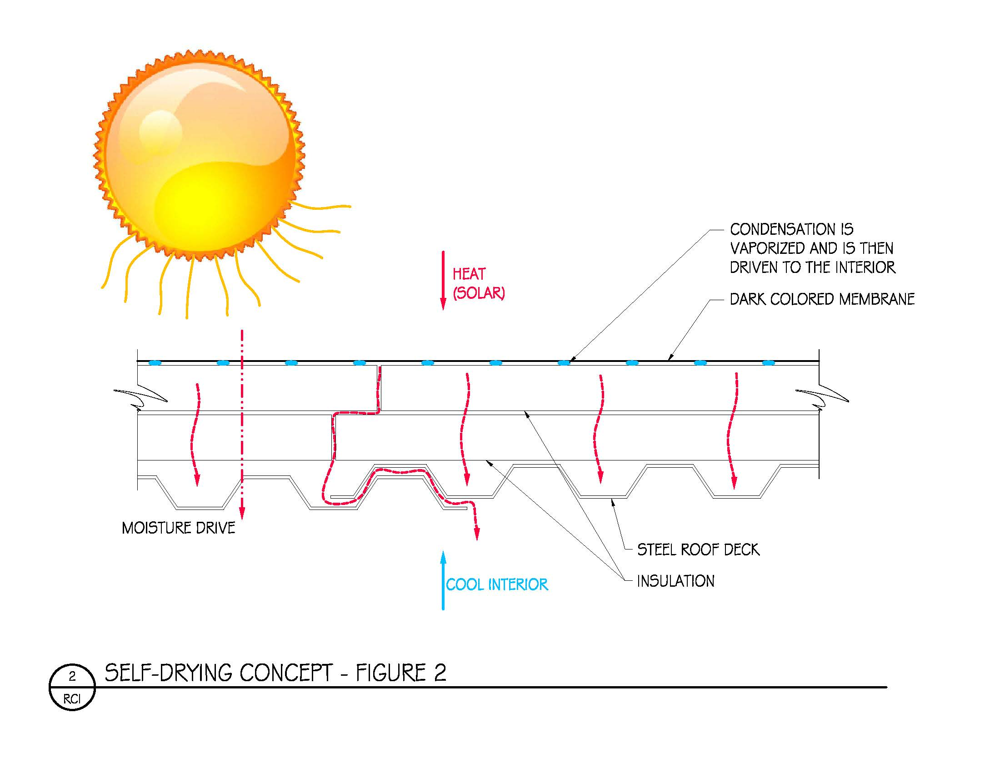 CONDENSATION IS
VAPORIZED AND IS THEN
DRIVEN TO THE INTERIOR
HEAT
(SOLAR)
DARK COLORED MEMBRANE
MOISTURE DRIVE
STEEL ROOF DECK
INSULATION
COOL INTERIOR
SELF-DRYING CONCEPT - FIGURE 2
2
RCI